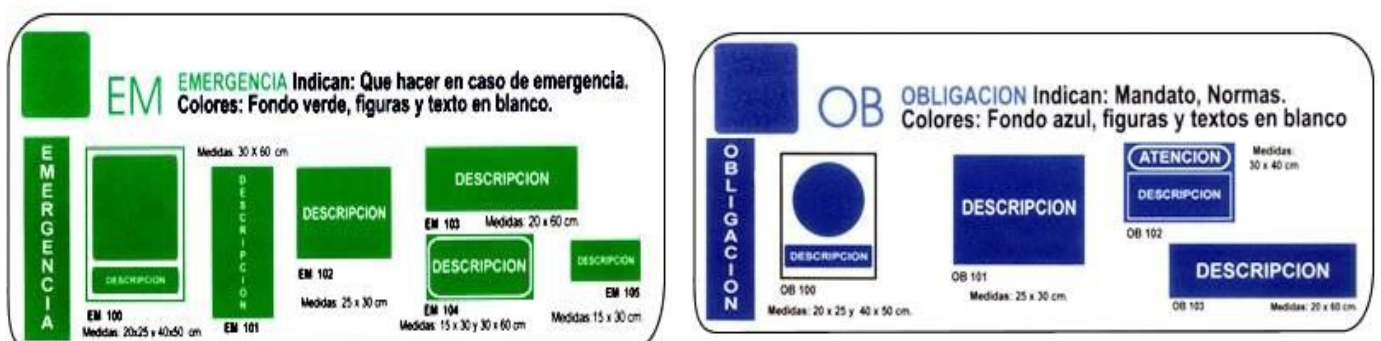 EM
EMERGENCIA Indican: Que hacer en caso de emergencia.
Colores: Fondo verde, figuras y texto en blanco.
EMERGENCIA
DESCRIPCION
EM 100
Medidas: 20x25 y 40x50 cm
Medidas: 30 X 60 cm
DESCRIPCION
EM 101
DESCRIPCION
EM 102
Medidas: 25 x 30 cm
DESCRIPCION
EM 103 Medidas: 20 x 60 cm.
DESCRIPCION
EM 104
Medidas: 15 x 30 y 30 x 60 cm.
DESCRIPCION
EM 105
Medidas 15 x 30 cm
OB
OBLIGACION Indican: Mandato, Normas.
Colores: Fondo azul, figuras y textos en blanco
OBLIGACION
DESCRIPCION
OB 100
Medidas: 20 x 25 y 40 x 50 cm.
DESCRIPCION
OB 101
Medidas: 25 x 30 cm.
ATENCION
DESCRIPCION
OB 102
Medidas:
30 x 40 cm
DESCRIPCION
OB 103 Medidas: 20 x 60 cm.